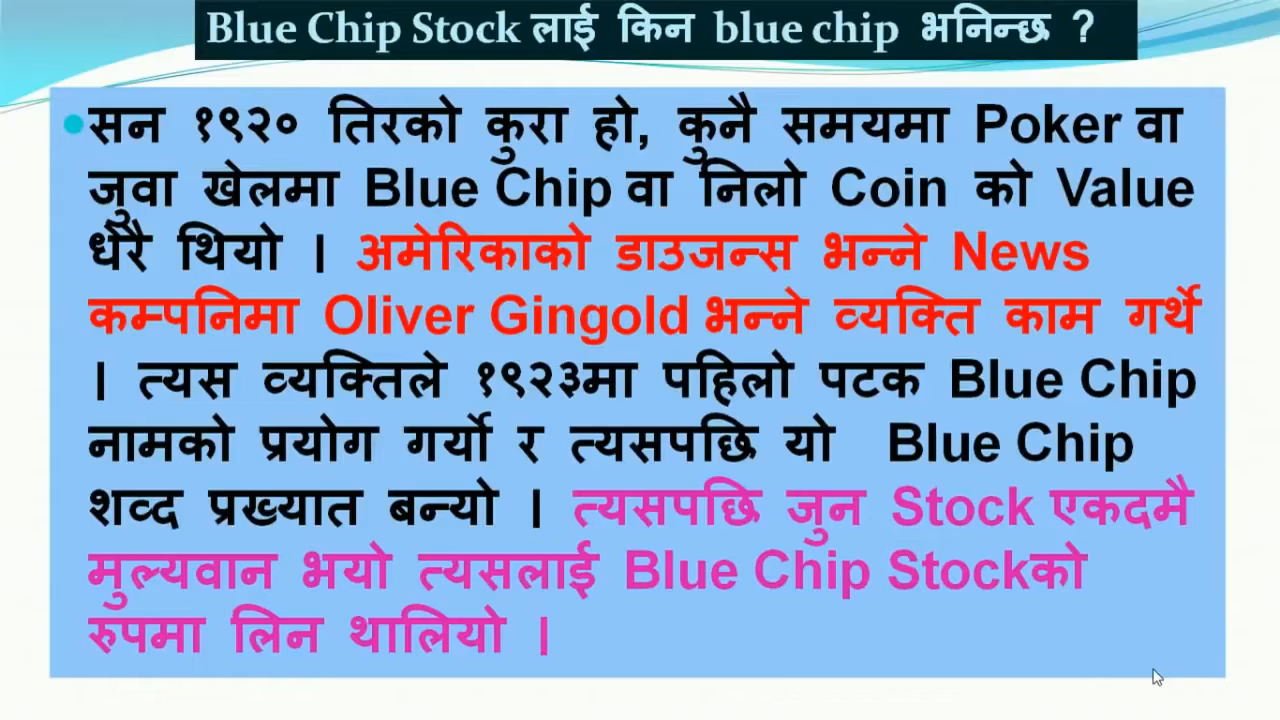 Blue Chip Stock लाई किन blue chip भनिन्छ ?
सन १९२० तिरको कुरा हो, कुनै समयमा Poker वा
जुवा खेलमा Blue Chip वा निलो Coin को Value
धेरै थियो । अमेरिकाको डाउजन्स भन्ने News
कम्पनिमा Oliver Gingold भन्ने व्यक्ति काम गर्थे
। त्यस व्यक्तिले १९२३मा पहिलो पटक Blue Chip
नामको प्रयोग गर्यो र त्यसपछि यो Blue Chip
शव्द प्रख्यात बन्यो । त्यसपछि जुन Stock एकदमै
मुल्यवान भयो त्यसलाई Blue Chip Stockको
रुपमा लिन थालियो ।